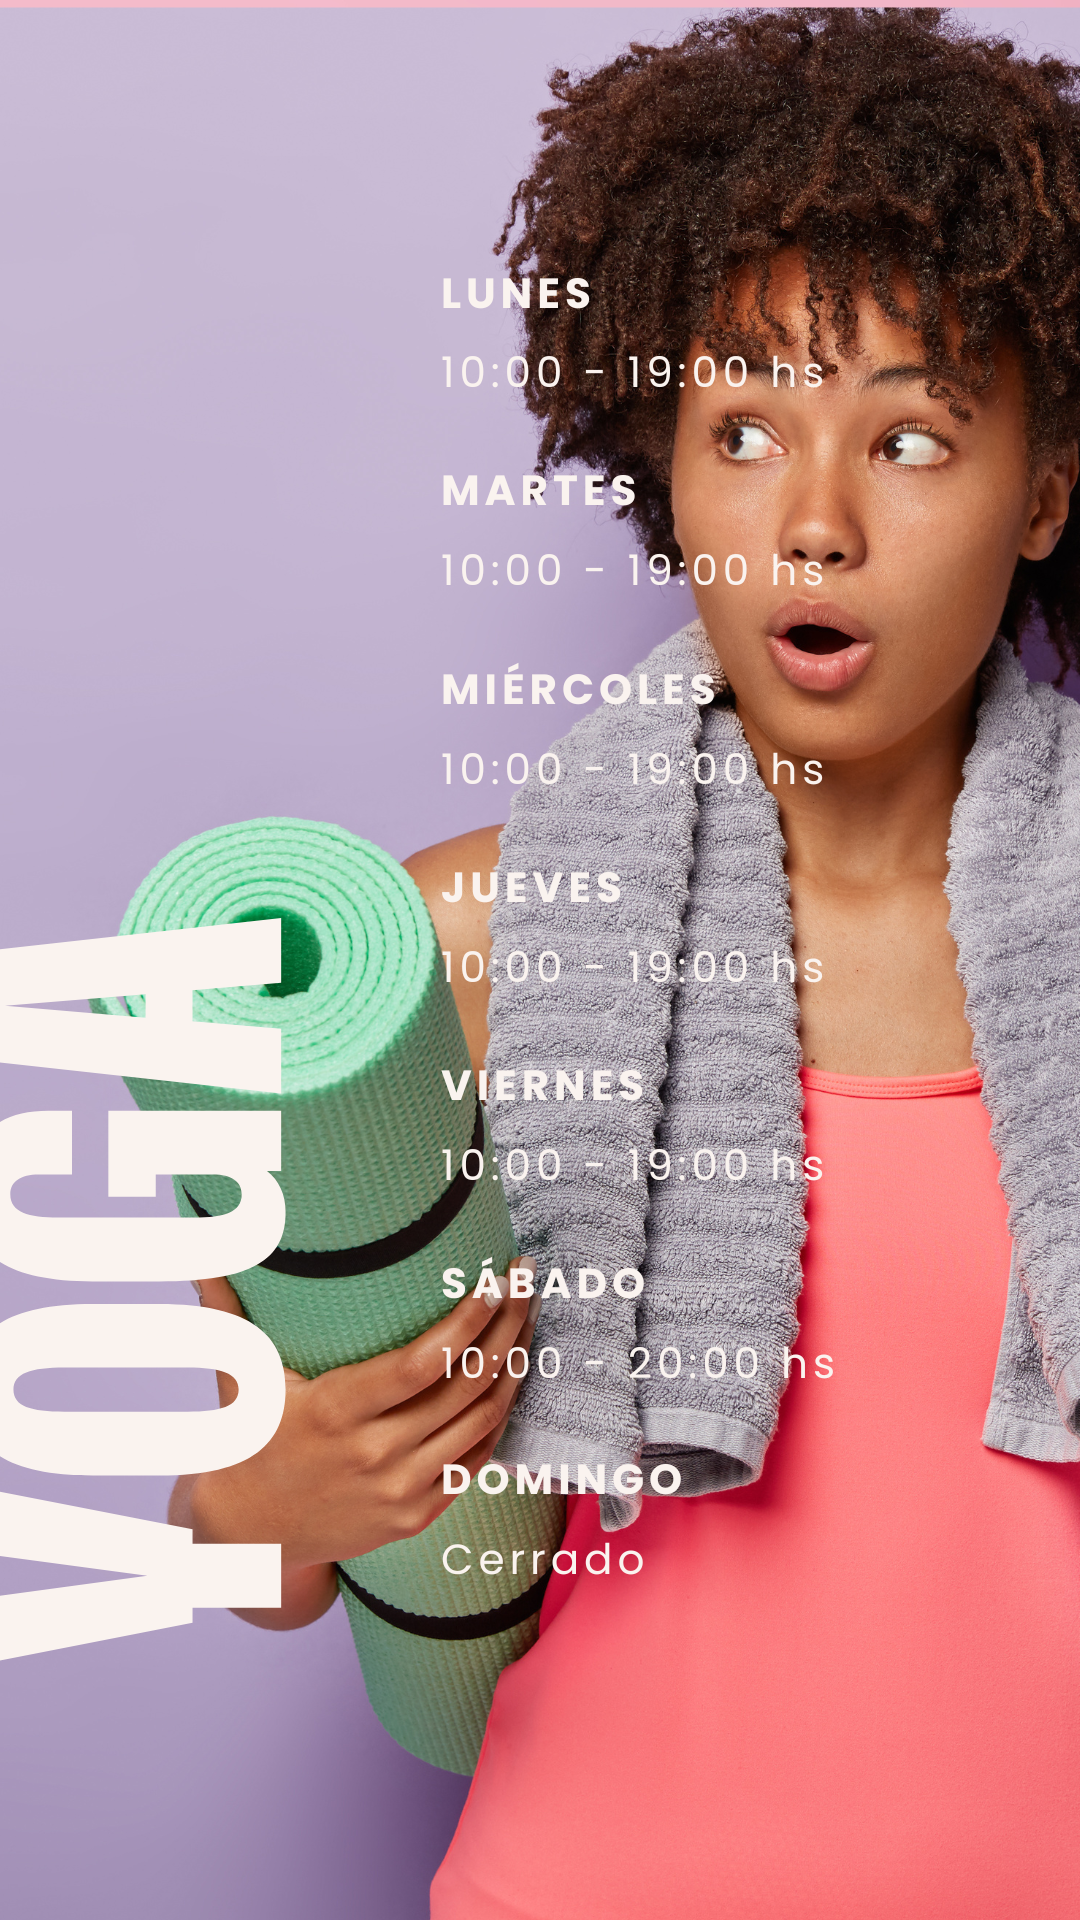 LUNES
10:00 - 19:00 hs
MARTES
10:00 - 19:00 hs
MIÉRCOLES
10:00 - 19:00 hs
JUEVES
10:00 - 19:00 hs
VIERNES
10:00 - 19:00 hs
SÁBADO
10:00 - 20:00 hs
DOMINGO
Cerrado
YOGA